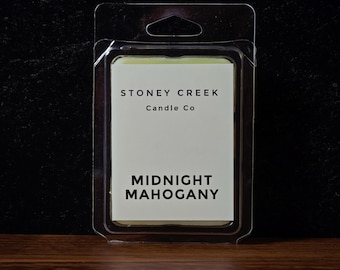 STONEY CREEK
Candle Co
MIDNIGHT
MAHOGANY